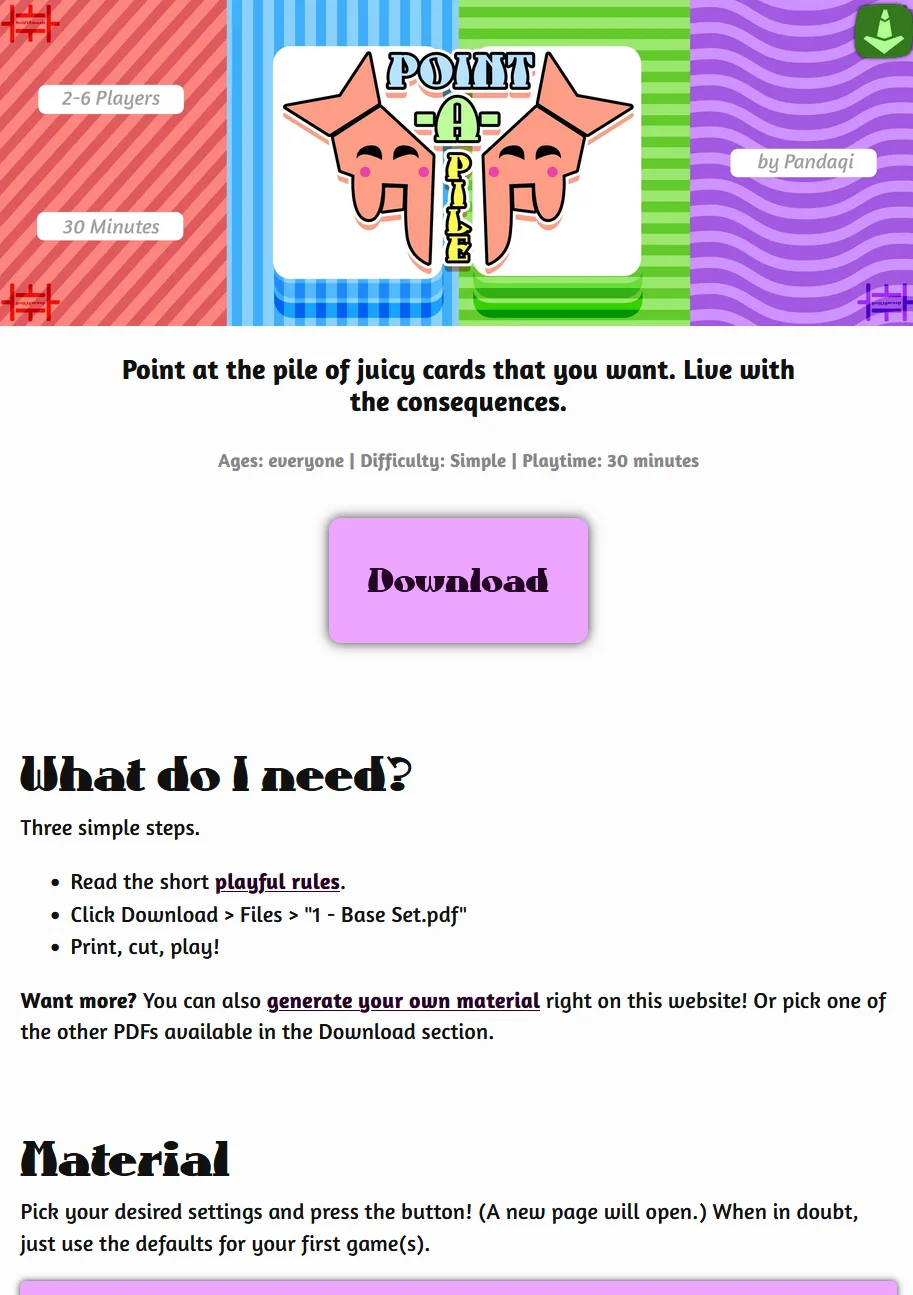 2-6 Players
30 Minutes
POINT
-A-
PILE
by Pandaqi
Point at the pile of juicy cards that you want. Live with
the consequences.
Ages: everyone | Difficulty: Simple | Playtime: 30 minutes
Download
What do I need?
Three simple steps.
• Read the short playful rules.
• Click Download > Files > "1 - Base Set.pdf"
• Print, cut, play!
Want more? You can also generate your own material right on this website! Or pick one of
the other PDFs available in the Download section.
Material
Pick your desired settings and press the button! (A new page will open.) When in doubt,
just use the defaults for your first game(s).